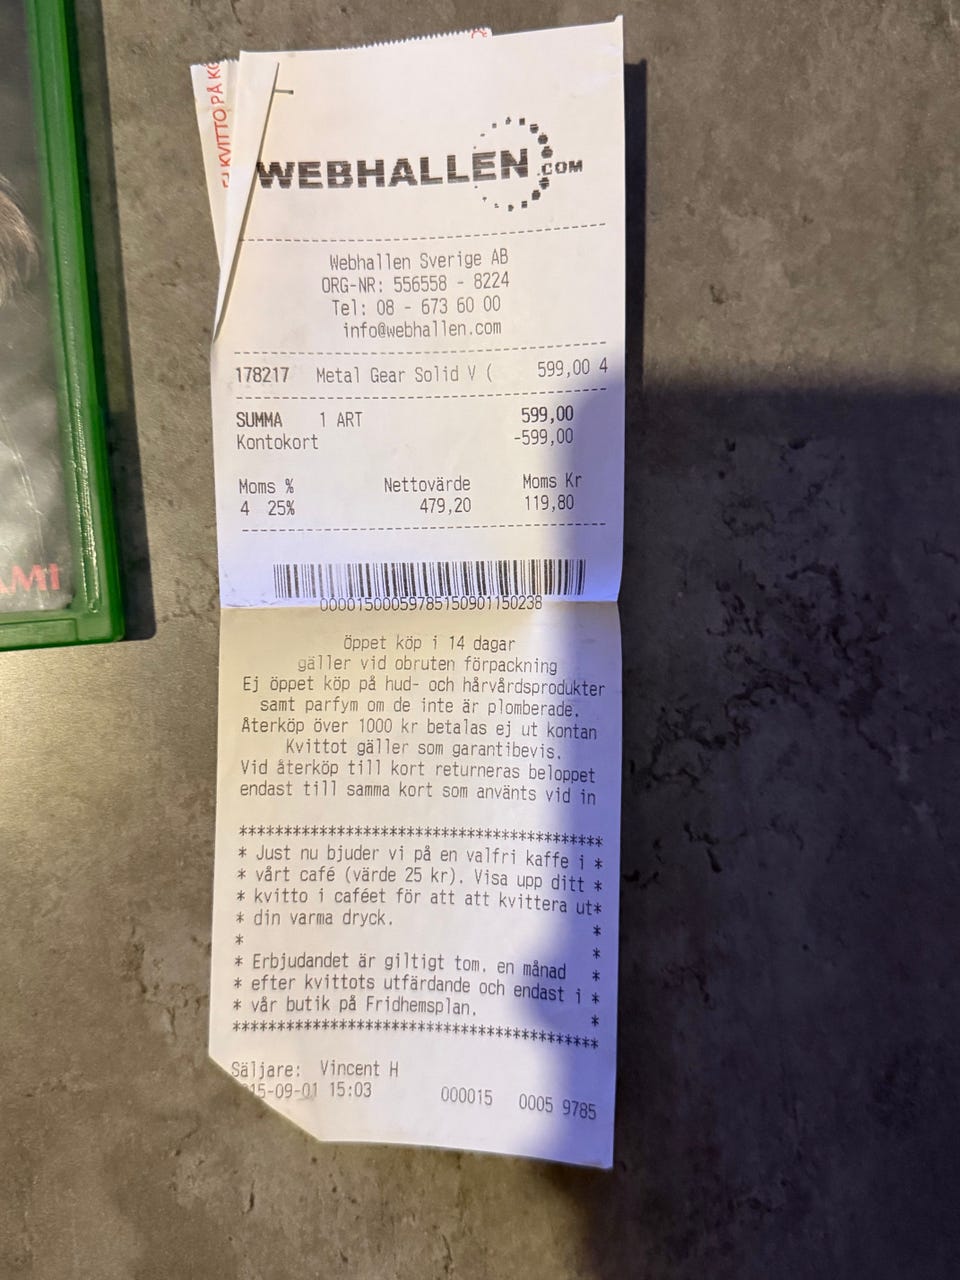 KVITTO PÅ KÖ
WEBHALLEN.COM
Webhallen Sverige AB
ORG-NR: 556558 - 8224
Tel: 08 - 673 60 00
info@webhallen.com
178217 Metal Gear Solid V ( 599,00 4
SUMMA 1 ART 599,00
Kontokort -599,00
Moms % Nettovärde Moms Kr
4 25% 479,20 119,80
00001500059785150901150238
Öppet köp i 14 dagar
gäller vid obruten förpackning
Ej öppet köp på hud- och hårvårdsprodukter
samt parfym om de inte är plomberade.
Återköp över 1000 kr betalas ej ut kontan
Kvittot gäller som garantibevis.
Vid återköp till kort returneras beloppet
endast till samma kort som använts vid in
*****************************************
* Just nu bjuder vi på en valfri kaffe i *
* vårt café (värde 25 kr). Visa upp ditt *
* kvitto i caféet för att att kvittera ut*
* din varma dryck. *
* *
* Erbjudandet är giltigt tom. en månad *
* efter kvittots utfärdande och endast i *
* vår butik på Fridhemsplan. *
*****************************************
Säljare: Vincent H
15-09-01 15:03 000015 0005 9785
AMI